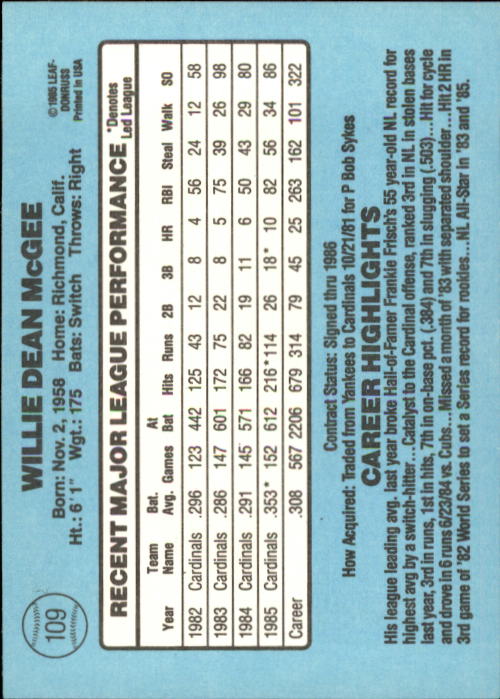 109
WILLIE DEAN McGEE
© 1985 LEAF-
DONRUSS
Printed in USA
Born: Nov. 2, 1958 Home: Richmond, Calif.
Ht.: 6'1" Wgt.: 175 Bats: Switch Throws: Right
RECENT MAJOR LEAGUE PERFORMANCE *Denotes
Led League
Team Bat. At
Year Name Avg. Games Bat Hits Runs 2B 3B HR RBI Steal Walk SO
1982 Cardinals .296 123 442 125 43 12 8 4 56 24 12 58
1983 Cardinals .286 147 601 172 75 22 8 5 75 39 26 98
1984 Cardinals .291 145 571 166 82 19 11 6 50 43 29 80
1985 Cardinals .353* 152 612 216* 114 26 18* 10 82 56 34 86
Career .308 567 2206 679 314 79 45 25 263 162 101 322
Contract Status: Signed thru 1986
How Acquired: Traded from Yankees to Cardinals 10/21/81 for P Bob Sykes
CAREER HIGHLIGHTS
His league leading avg. last year broke Hall-of-Famer Frankie Frisch's 55 year-old NL record for
highest avg by a switch-hitter...Catalyst to the Cardinal offense, ranked 3rd in NL in stolen bases
last year, 3rd in runs, 1st in hits, 7th in on-base pct. (.384) and 7th in slugging (.503)...Hit for cycle
and drove in 6 runs 6/23/84 vs. Cubs...Missed a month of '83 with separated shoulder...Hit 2 HR in
3rd game of '82 World Series to set a Series record for rookies...NL All-Star in '83 and '85.